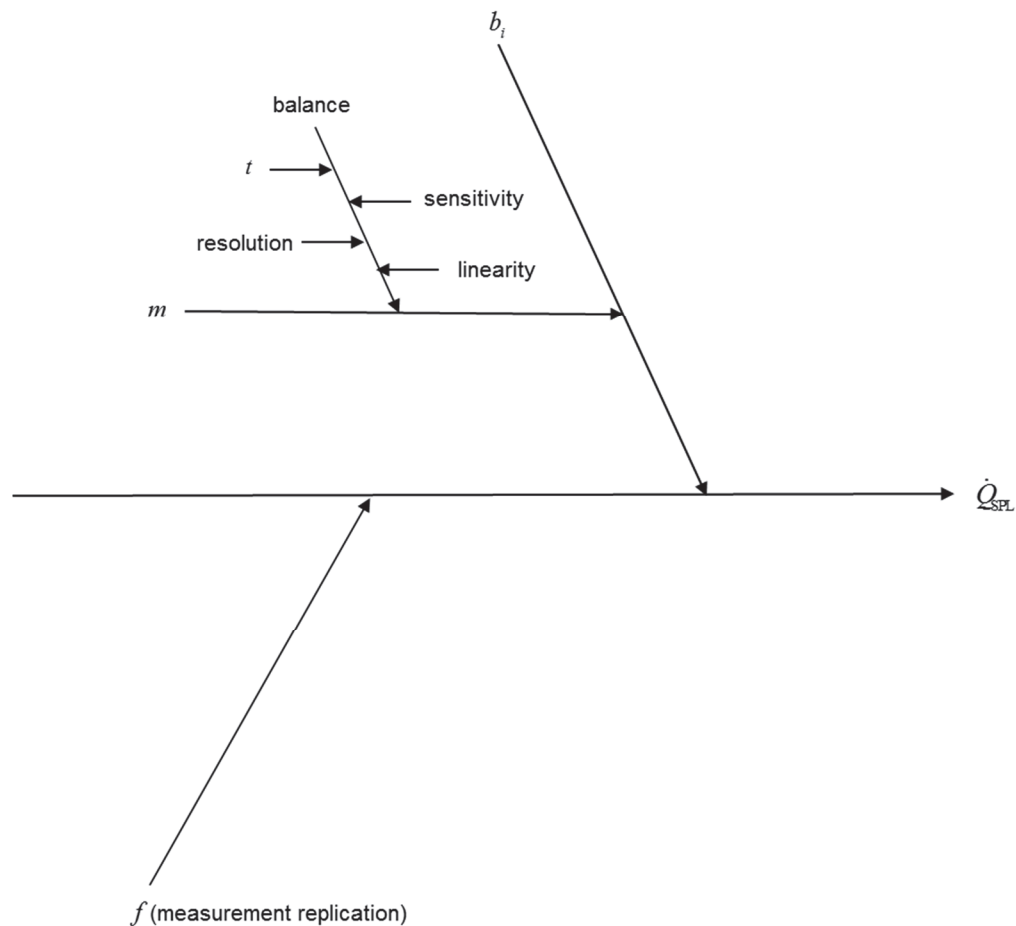 b_i
balance
t
sensitivity
resolution
linearity
m
Q̇_SPL
f (measurement replication)